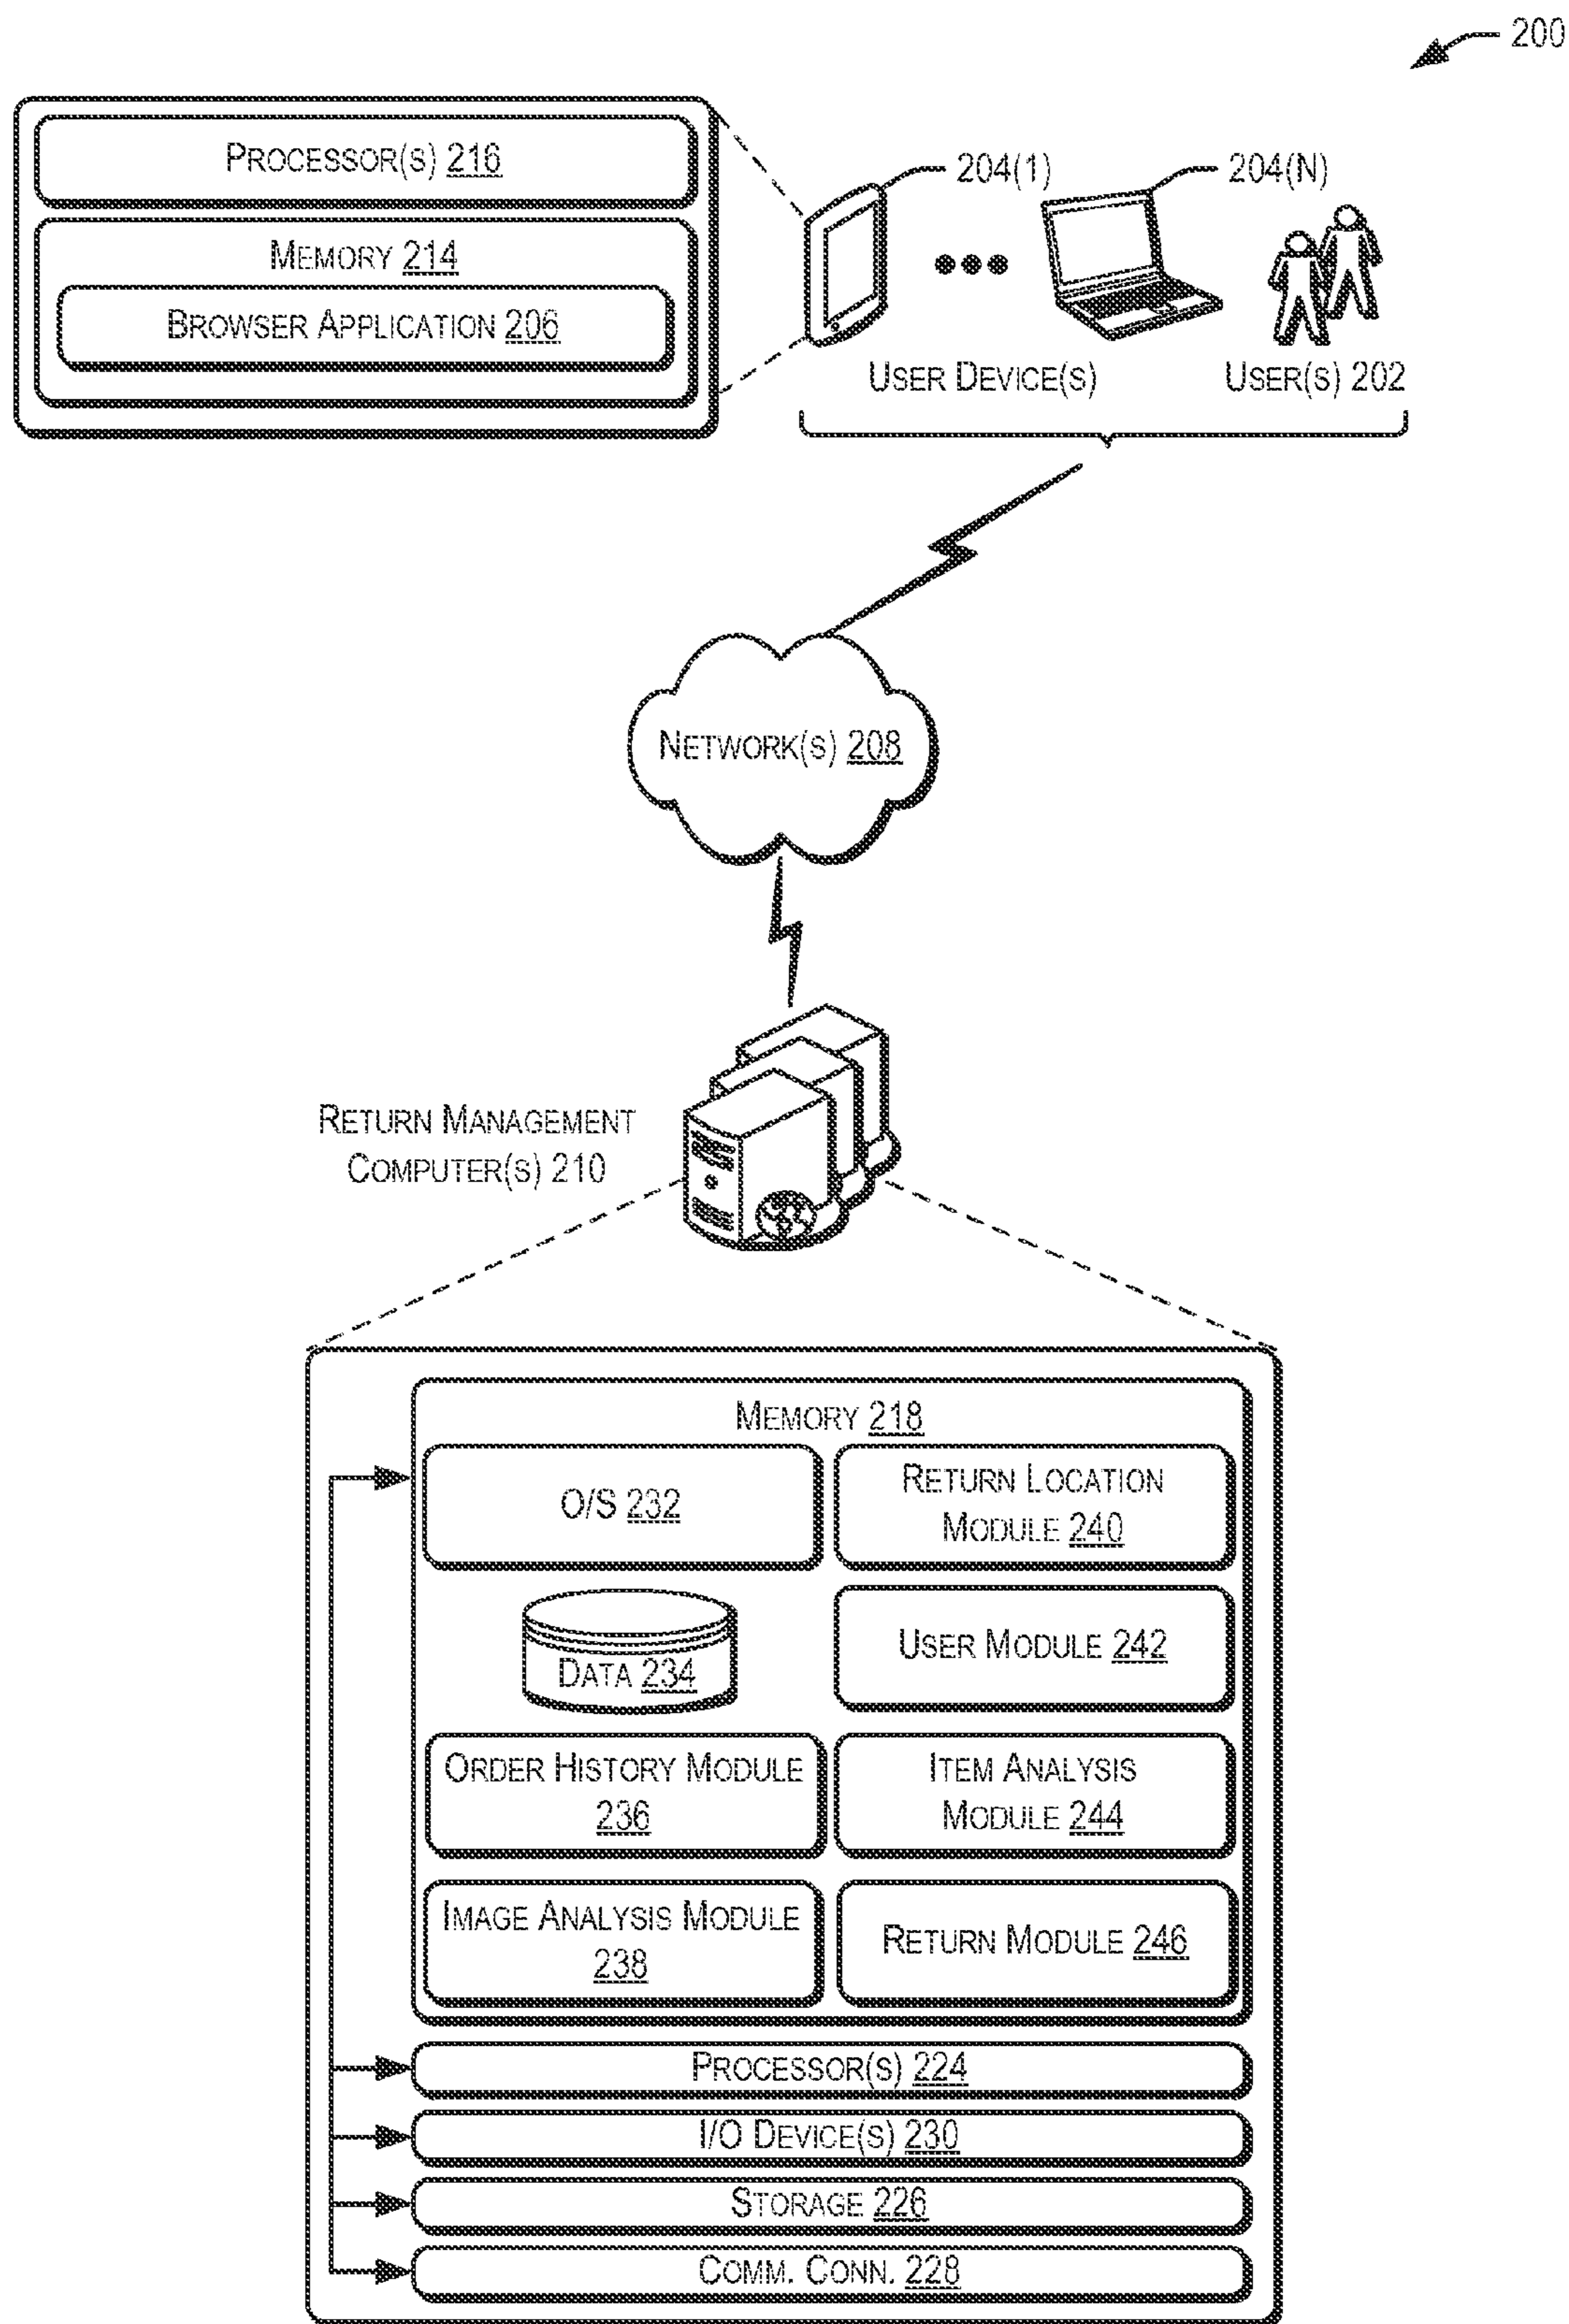 200
PROCESSOR(S) 216
MEMORY 214
BROWSER APPLICATION 206
204(1)
204(N)
USER DEVICE(S)
USER(S) 202
NETWORK(S) 208
RETURN MANAGEMENT
COMPUTER(S) 210
MEMORY 218
O/S 232
RETURN LOCATION
MODULE 240
DATA 234
USER MODULE 242
ORDER HISTORY MODULE
236
ITEM ANALYSIS
MODULE 244
IMAGE ANALYSIS MODULE
238
RETURN MODULE 246
PROCESSOR(S) 224
I/O DEVICE(S) 230
STORAGE 226
COMM. CONN. 228